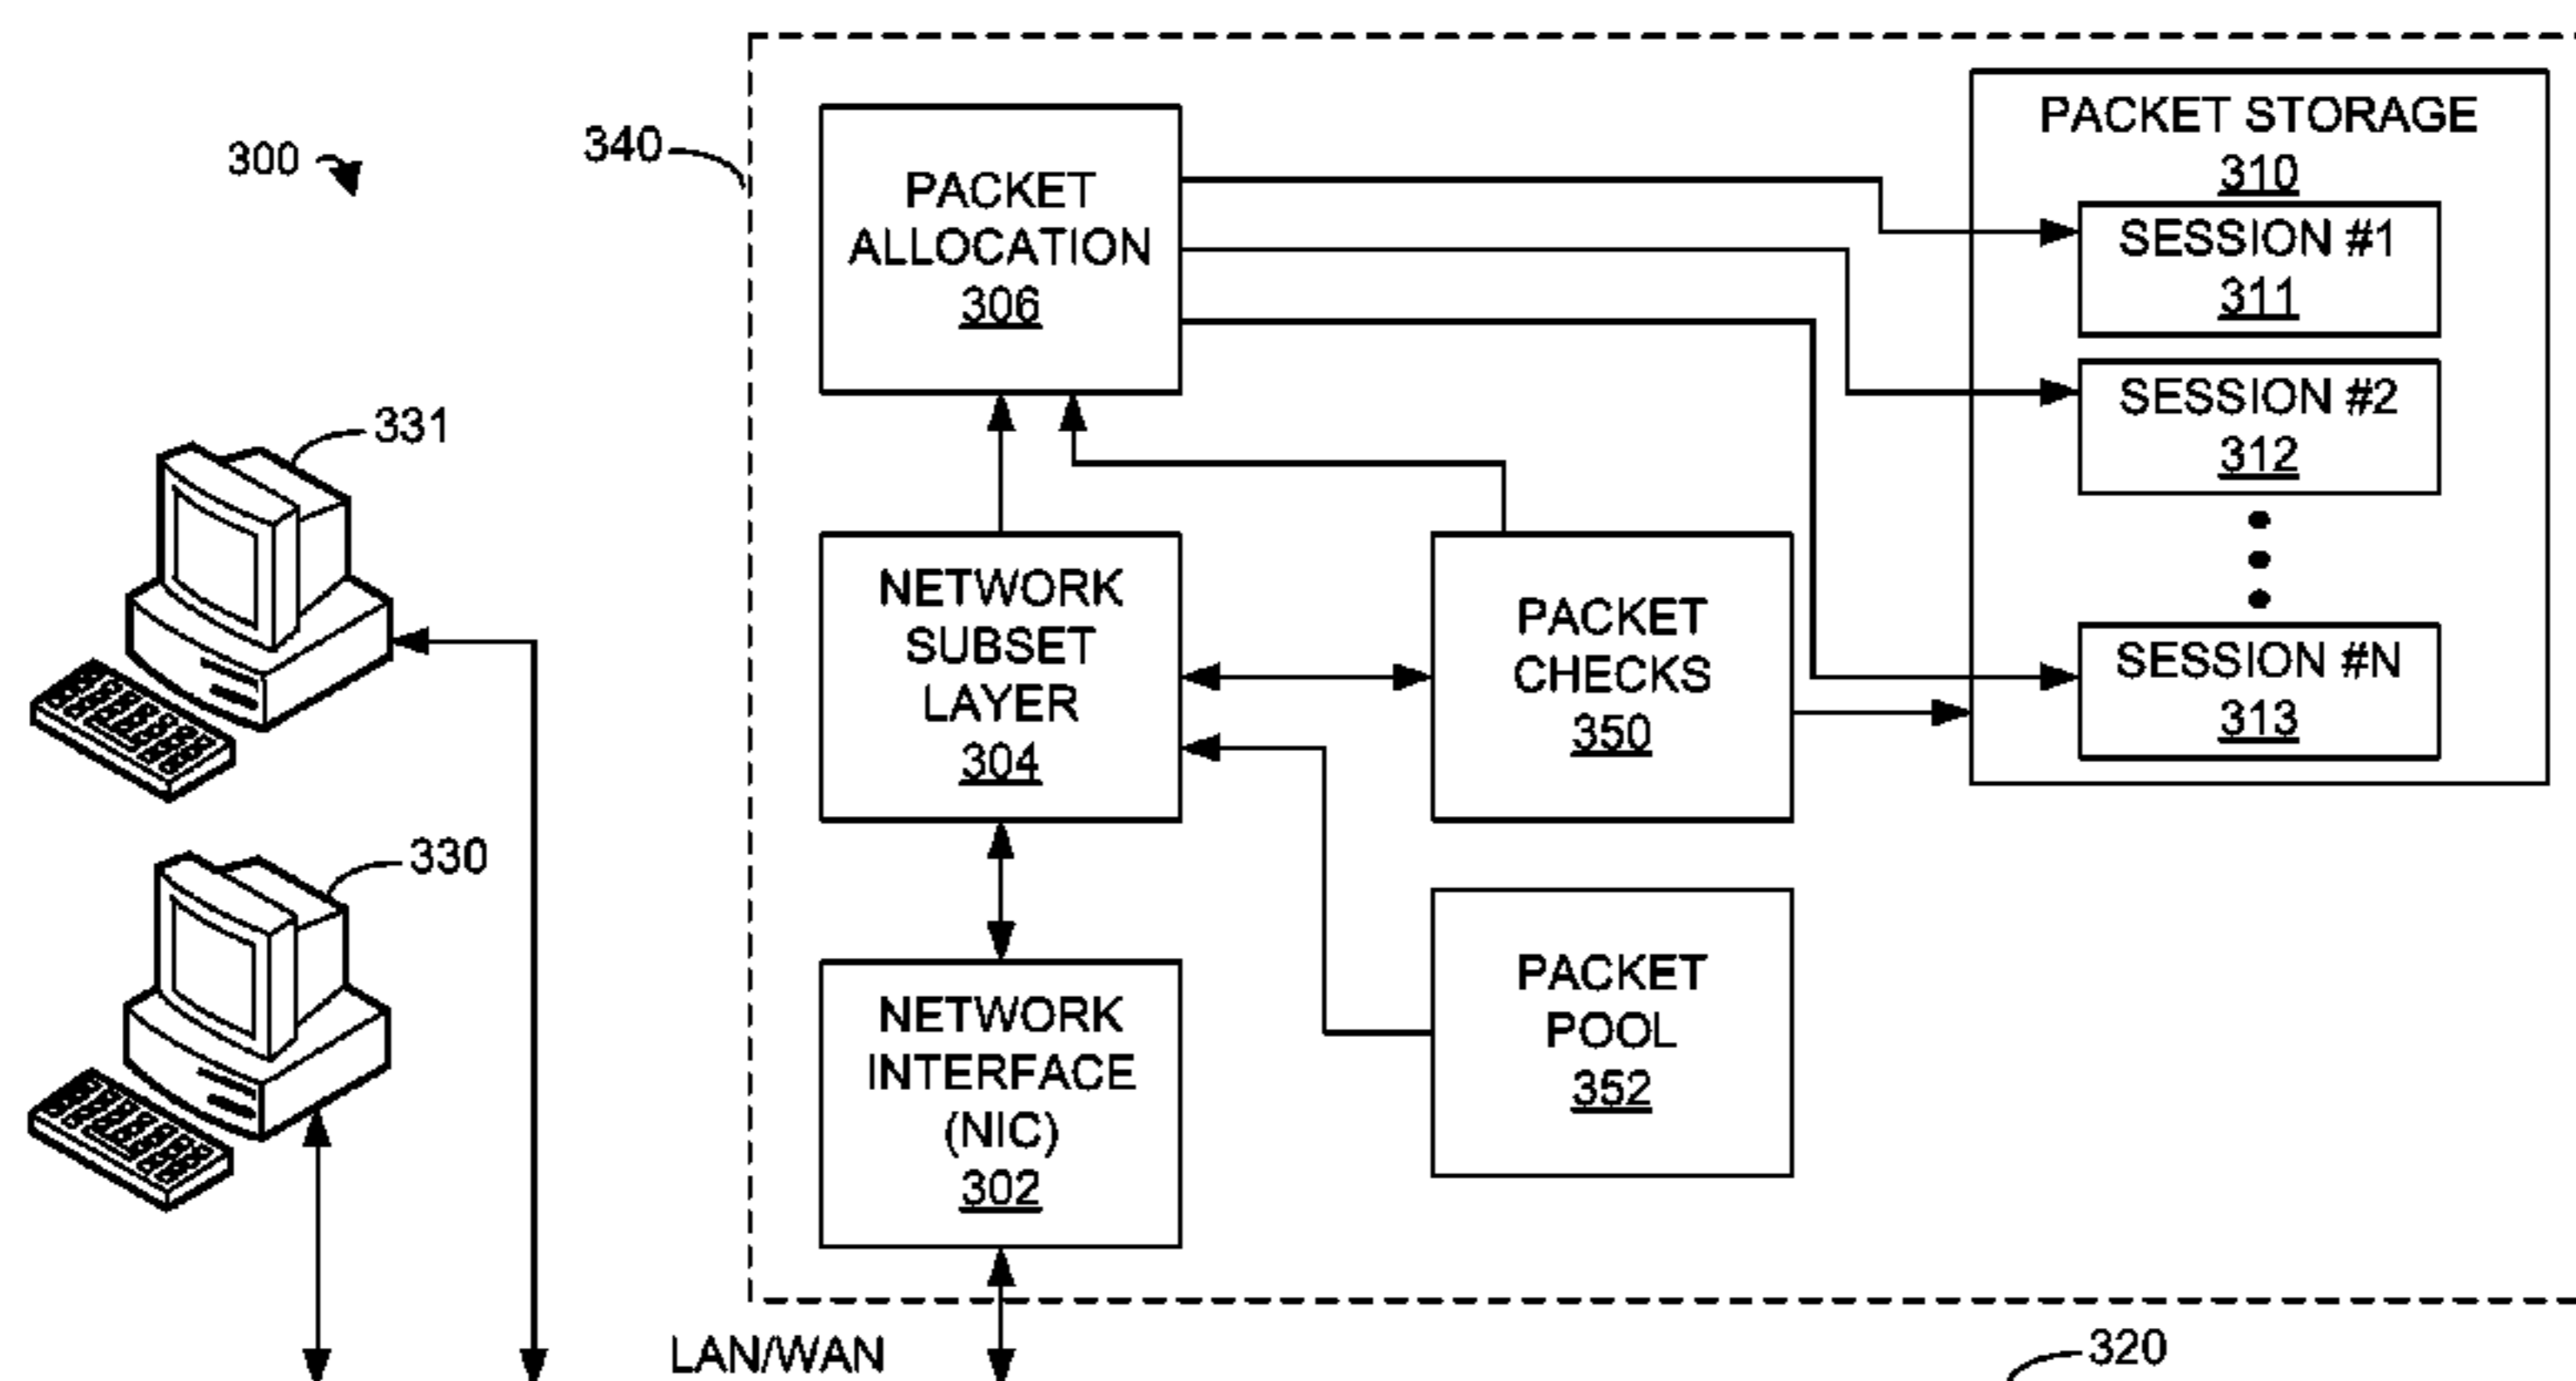 300
340
PACKET
ALLOCATION
306
PACKET STORAGE
310
SESSION #1
311
SESSION #2
312
SESSION #N
313
331
NETWORK
SUBSET
LAYER
304
PACKET
CHECKS
350
330
NETWORK
INTERFACE
(NIC)
302
PACKET
POOL
352
LAN/WAN
320